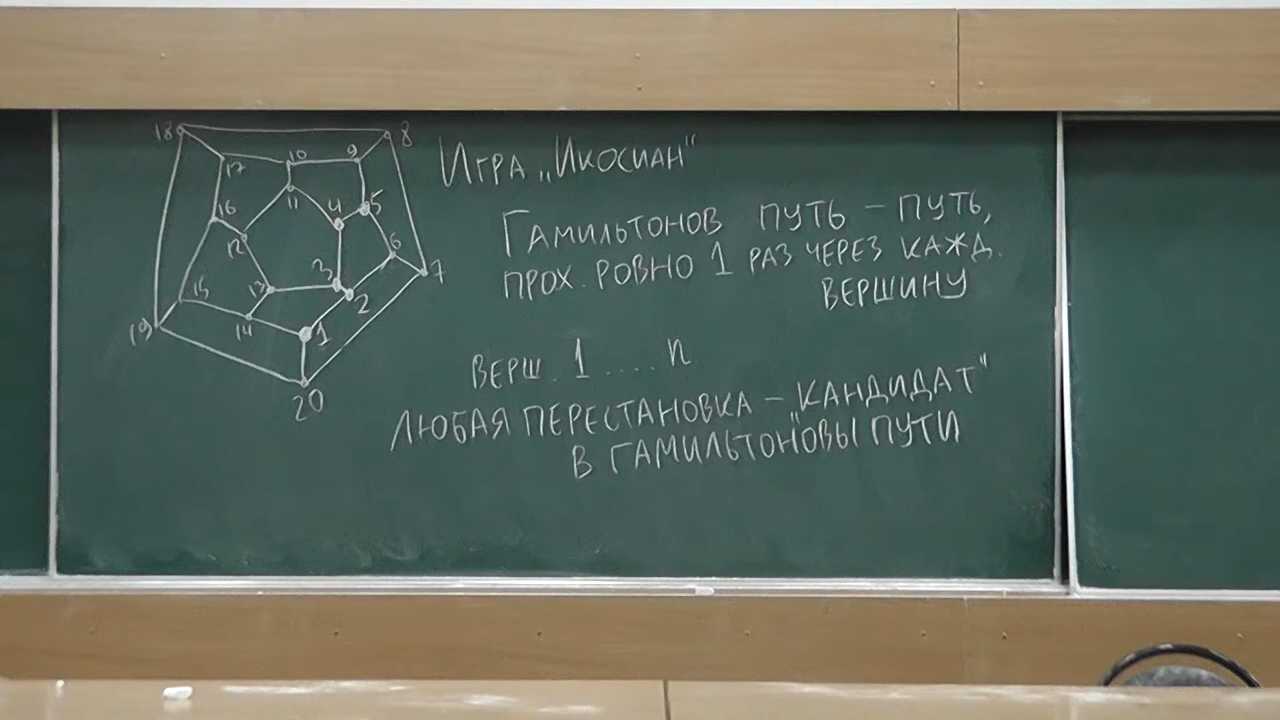 Игра „Икосиан"
Гамильтонов путь – путь,
прох. ровно 1 раз через кажд.
вершину
верш. 1 .... n
Любая перестановка – „кандидат"
в гамильтоновы пути
18
8
17
10
9
11
4
5
16
12
6
7
15
13
3
2
14
1
19
20